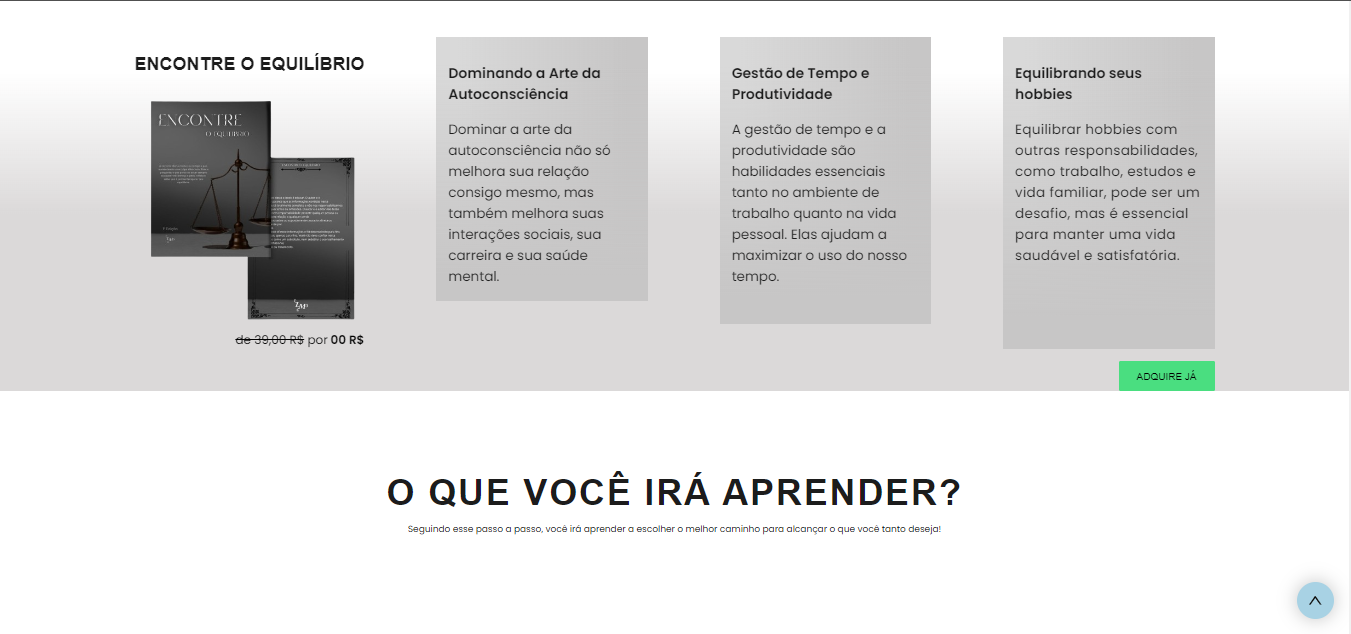 ENCONTRE O EQUILÍBRIO
ENCONTRE
O EQUILÍBRIO
de 39,00 R$ por 00 R$
Dominando a Arte da
Autoconsciência
Dominar a arte da
autoconsciência não só
melhora sua relação
consigo mesmo, mas
também melhora suas
interações sociais, sua
carreira e sua saúde
mental.
Gestão de Tempo e
Produtividade
A gestão de tempo e a
produtividade são
habilidades essenciais
tanto no ambiente de
trabalho quanto na vida
pessoal. Elas ajudam a
maximizar o uso do nosso
tempo.
Equilibrando seus
hobbies
Equilibrar hobbies com
outras responsabilidades,
como trabalho, estudos e
vida familiar, pode ser um
desafio, mas é essencial
para manter uma vida
saudável e satisfatória.
ADQUIRE JÁ
O QUE VOCÊ IRÁ APRENDER?
Seguindo esse passo a passo, você irá aprender a escolher o melhor caminho para alcançar o que você tanto deseja!